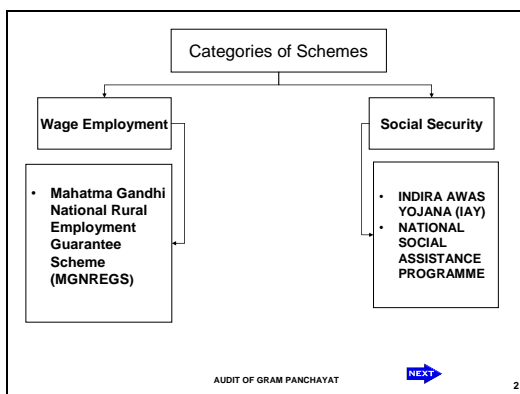 Categories of Schemes
Wage Employment
Social Security
• Mahatma Gandhi
National Rural
Employment
Guarantee
Scheme
(MGNREGS)
• INDIRA AWAS
YOJANA (IAY)
• NATIONAL
SOCIAL
ASSISTANCE
PROGRAMME
AUDIT OF GRAM PANCHAYAT
NEXT
2